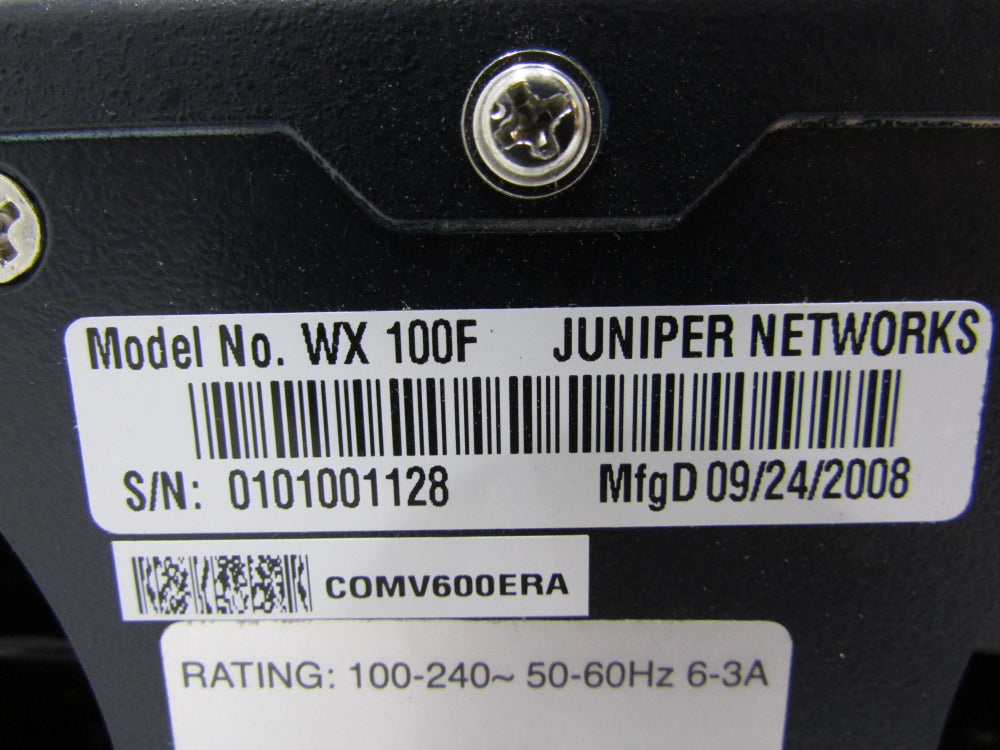 Model No. WX 100F JUNIPER NETWORKS
S/N: 0101001128 MfgD 09/24/2008
COMV600ERA
RATING: 100-240~ 50-60Hz 6-3A